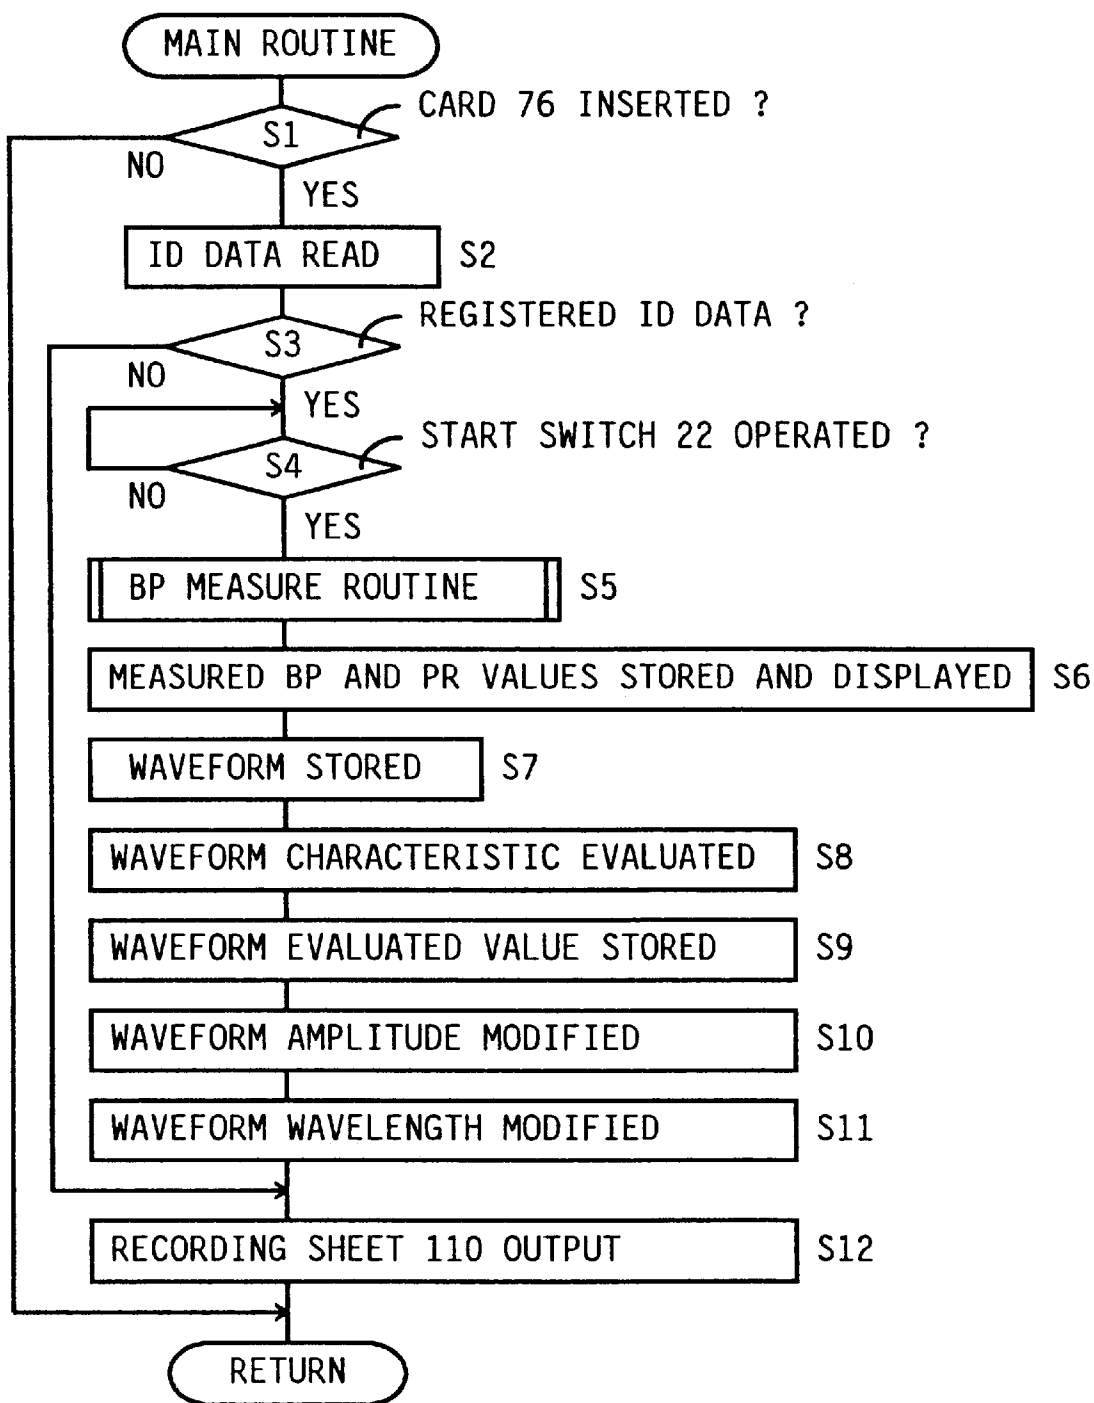 MAIN ROUTINE
CARD 76 INSERTED ?
S1
NO
YES
ID DATA READ S2
REGISTERED ID DATA ?
S3
NO
YES
START SWITCH 22 OPERATED ?
S4
NO
YES
BP MEASURE ROUTINE S5
MEASURED BP AND PR VALUES STORED AND DISPLAYED S6
WAVEFORM STORED S7
WAVEFORM CHARACTERISTIC EVALUATED S8
WAVEFORM EVALUATED VALUE STORED S9
WAVEFORM AMPLITUDE MODIFIED S10
WAVEFORM WAVELENGTH MODIFIED S11
RECORDING SHEET 110 OUTPUT S12
RETURN